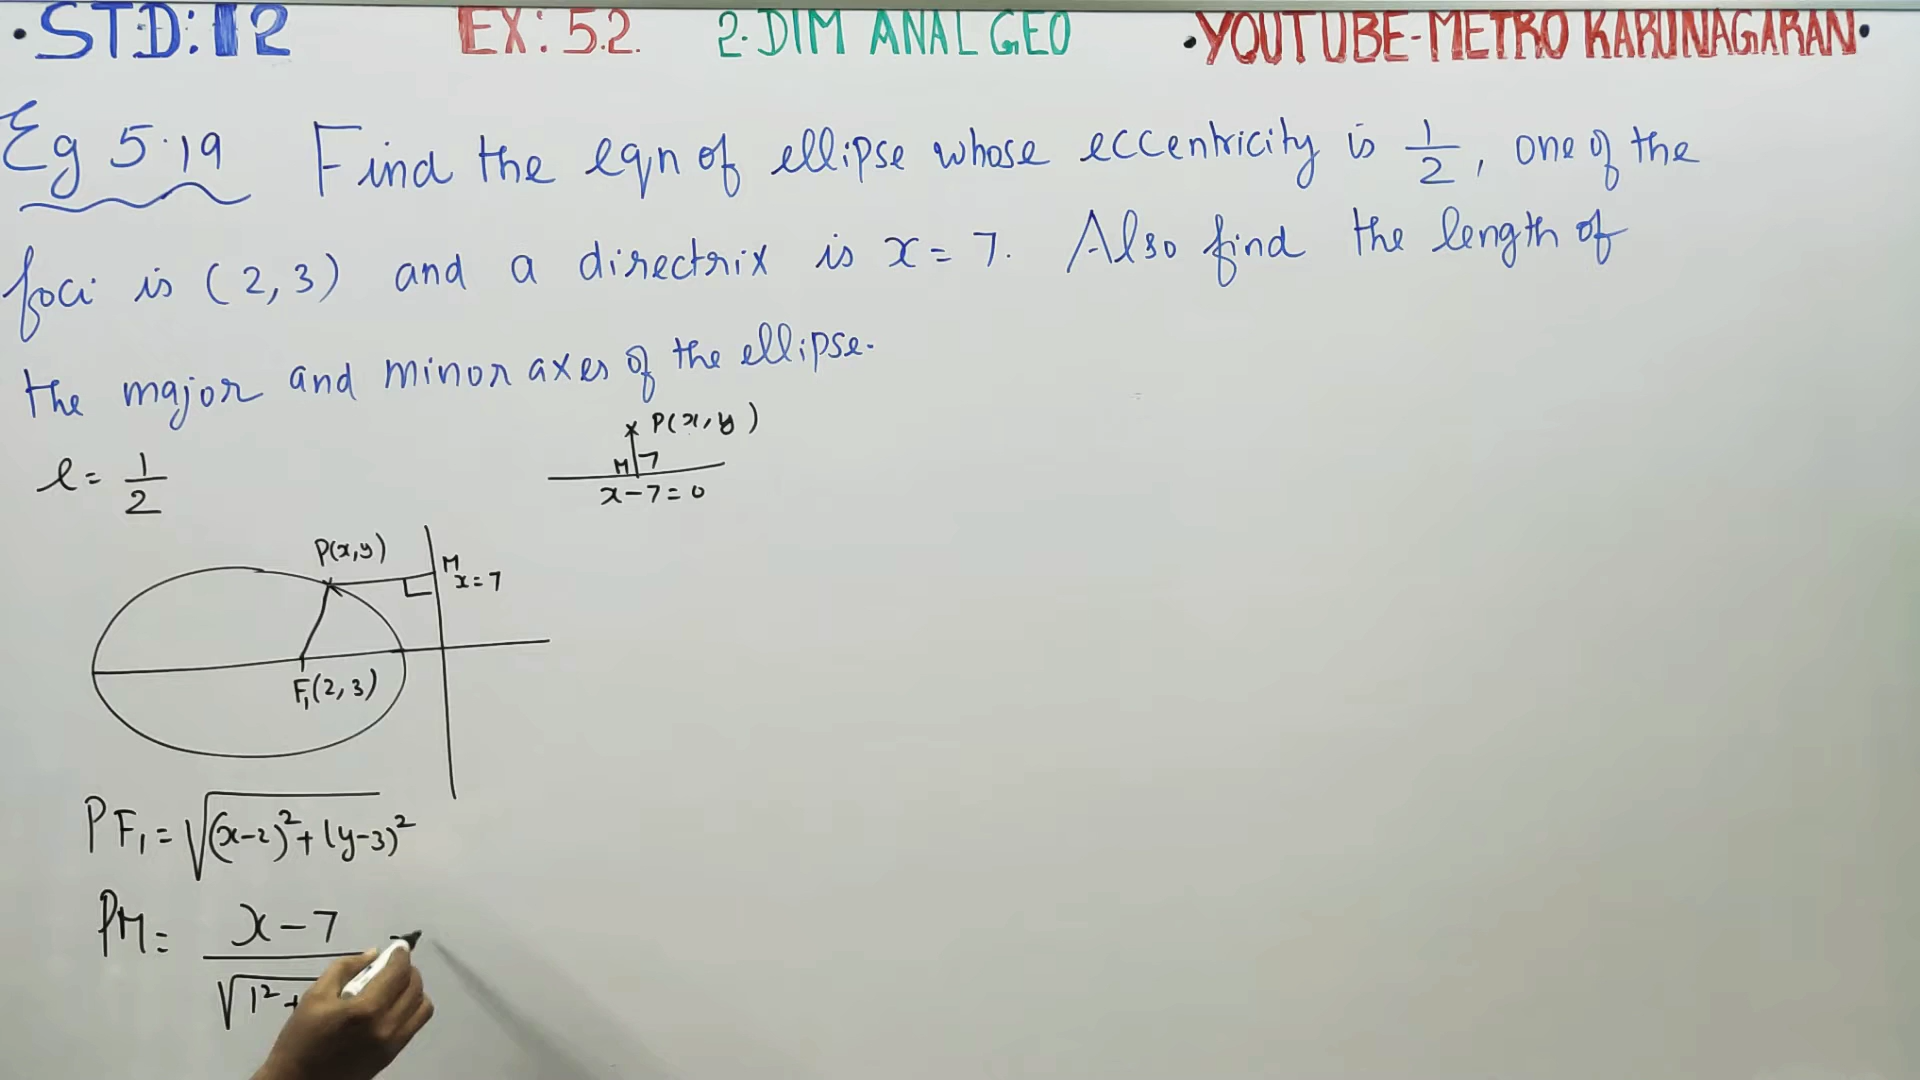 •STD:12 EX: 5.2. 2-DIM ANAL GEO •YOUTUBE-METRO KARUNAGARAN•
Eg 5.19 Find the eqn of ellipse whose eccentricity is 1/2, one of the
foci is (2,3) and a directrix is x=7. Also find the length of
the major and minor axes of the ellipse.
P(x,y)
M
x-7=0
e= 1/2
P(x,y)
M
x=7
F₁(2,3)
PF₁=√(x-2)²+(y-3)²
PM= x-7
√1²+